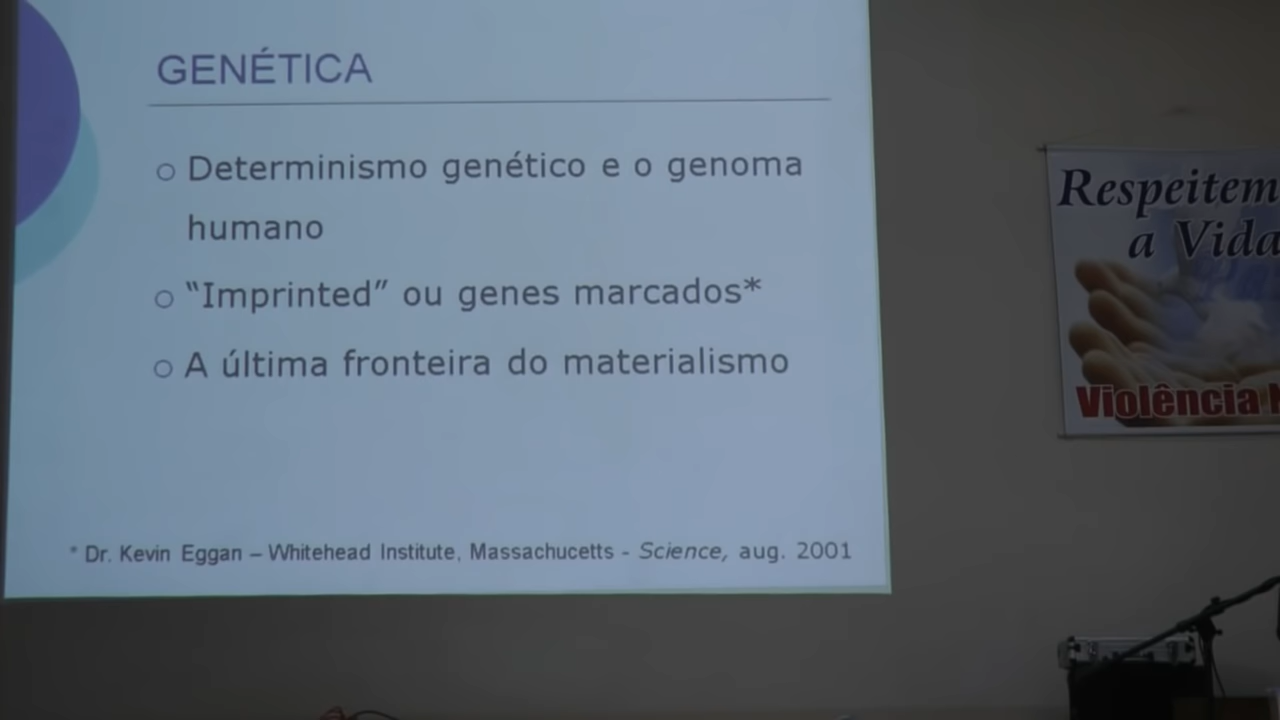 GENÉTICA
Determinismo genético e o genoma
humano
“Imprinted” ou genes marcados*
A última fronteira do materialismo
* Dr. Kevin Eggan – Whitehead Institute, Massachucetts - Science, aug. 2001
Respeitem
a Vida
Violência